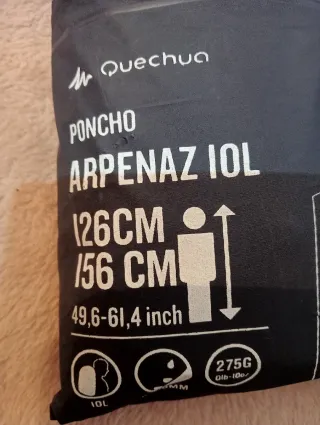 Quechua
PONCHO
ARPENAZ 10L
126CM
156 CM
49,6-61,4 inch
10L
275G